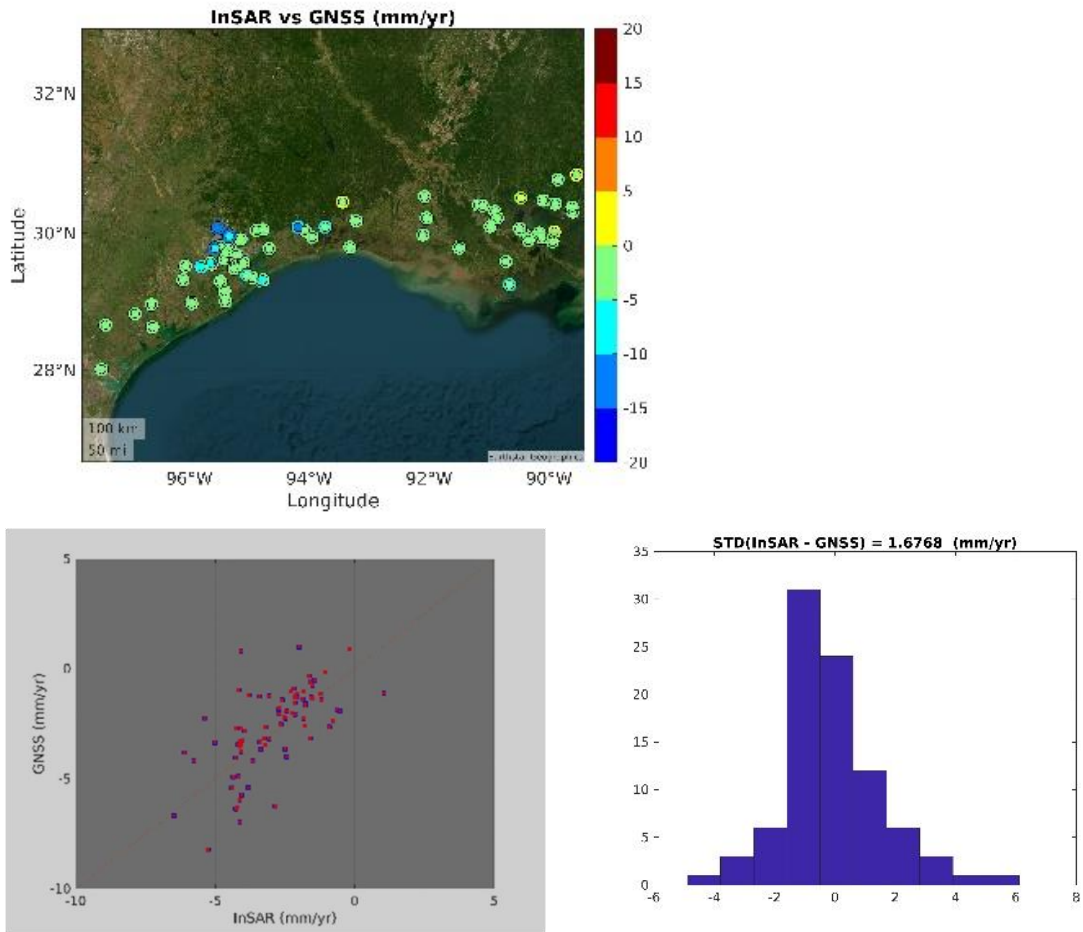 InSAR vs GNSS (mm/yr)
32°N
30°N
28°N
Latitude
100 km
50 mi
Earthstar Geographics
96°W 94°W 92°W 90°W
Longitude
20
15
10
5
0
-5
-10
-15
-20
5
0
-5
-10
GNSS (mm/yr)
-10 -5 0 5
InSAR (mm/yr)
STD(InSAR - GNSS) = 1.6768 (mm/yr)
35
30
25
20
15
10
5
0
-6 -4 -2 0 2 4 6 8